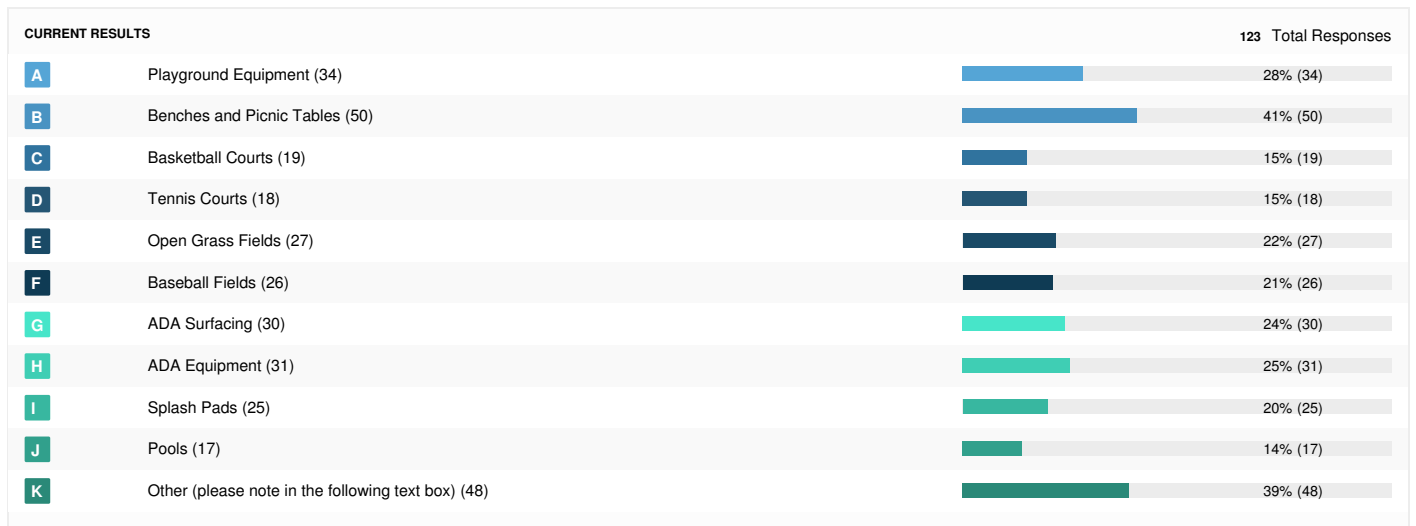 CURRENT RESULTS 123 Total Responses
A Playground Equipment (34) 28% (34)
B Benches and Picnic Tables (50) 41% (50)
C Basketball Courts (19) 15% (19)
D Tennis Courts (18) 15% (18)
E Open Grass Fields (27) 22% (27)
F Baseball Fields (26) 21% (26)
G ADA Surfacing (30) 24% (30)
H ADA Equipment (31) 25% (31)
I Splash Pads (25) 20% (25)
J Pools (17) 14% (17)
K Other (please note in the following text box) (48) 39% (48)